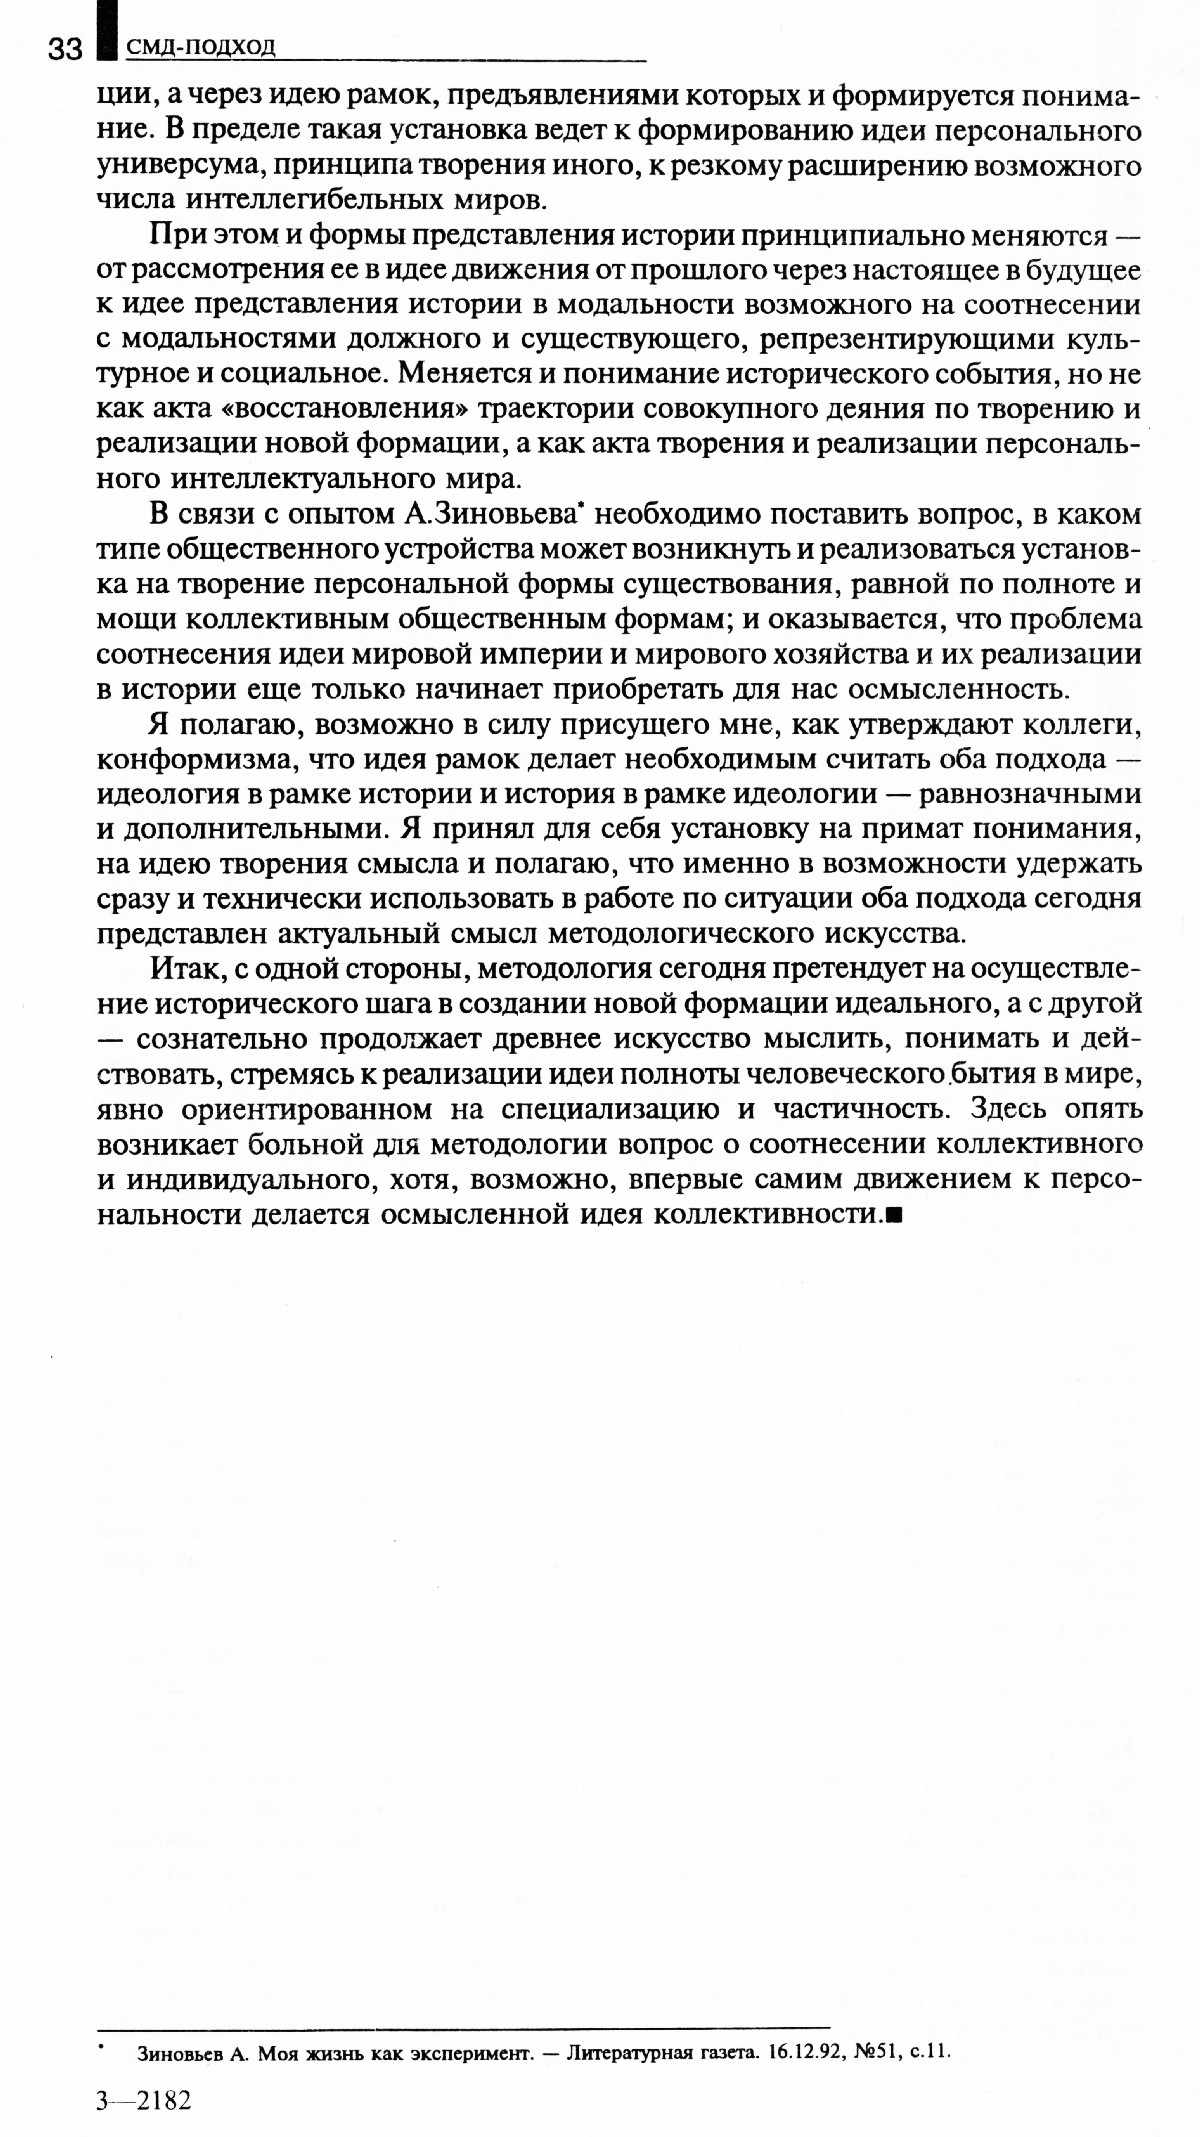 33 СМД-ПОДХОД
ции, а через идею рамок, предъявлениями которых и формируется понима-
ние. В пределе такая установка ведет к формированию идеи персонального
универсума, принципа творения иного, к резкому расширению возможного
числа интеллегибельных миров.
При этом и формы представления истории принципиально меняются —
от рассмотрения ее в идее движения от прошлого через настоящее в будущее
к идее представления истории в модальности возможного на соотнесении
с модальностями должного и существующего, репрезентирующими куль-
турное и социальное. Меняется и понимание исторического события, но не
как акта «восстановления» траектории совокупного деяния по творению и
реализации новой формации, а как акта творения и реализации персональ-
ного интеллектуального мира.
В связи с опытом А.Зиновьева* необходимо поставить вопрос, в каком
типе общественного устройства может возникнуть и реализоваться установ-
ка на творение персональной формы существования, равной по полноте и
мощи коллективным общественным формам; и оказывается, что проблема
соотнесения идеи мировой империи и мирового хозяйства и их реализации
в истории еще только начинает приобретать для нас осмысленность.
Я полагаю, возможно в силу присущего мне, как утверждают коллеги,
конформизма, что идея рамок делает необходимым считать оба подхода —
идеология в рамке истории и история в рамке идеологии — равнозначными
и дополнительными. Я принял для себя установку на примат понимания,
на идею творения смысла и полагаю, что именно в возможности удержать
сразу и технически использовать в работе по ситуации оба подхода сегодня
представлен актуальный смысл методологического искусства.
Итак, с одной стороны, методология сегодня претендует на осуществле-
ние исторического шага в создании новой формации идеального, а с другой
— сознательно продолжает древнее искусство мыслить, понимать и дей-
ствовать, стремясь к реализации идеи полноты человеческого бытия в мире,
явно ориентированном на специализацию и частичность. Здесь опять
возникает больной для методологии вопрос о соотнесении коллективного
и индивидуального, хотя, возможно, впервые самим движением к персо-
нальности делается осмысленной идея коллективности.■
* Зиновьев А. Моя жизнь как эксперимент. — Литературная газета. 16.12.92, №51, с.11.
3—2182